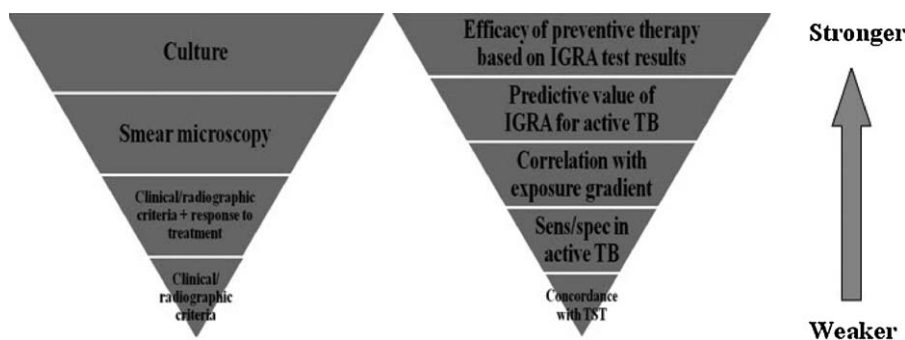 Culture
Smear microscopy
Clinical/radiographic
criteria + response to
treatment
Clinical/
radiographic
criteria
Efficacy of preventive therapy
based on IGRA test results
Predictive value of
IGRA for active TB
Correlation with
exposure gradient
Sens/spec in
active TB
Concordance
with TST
Stronger
Weaker